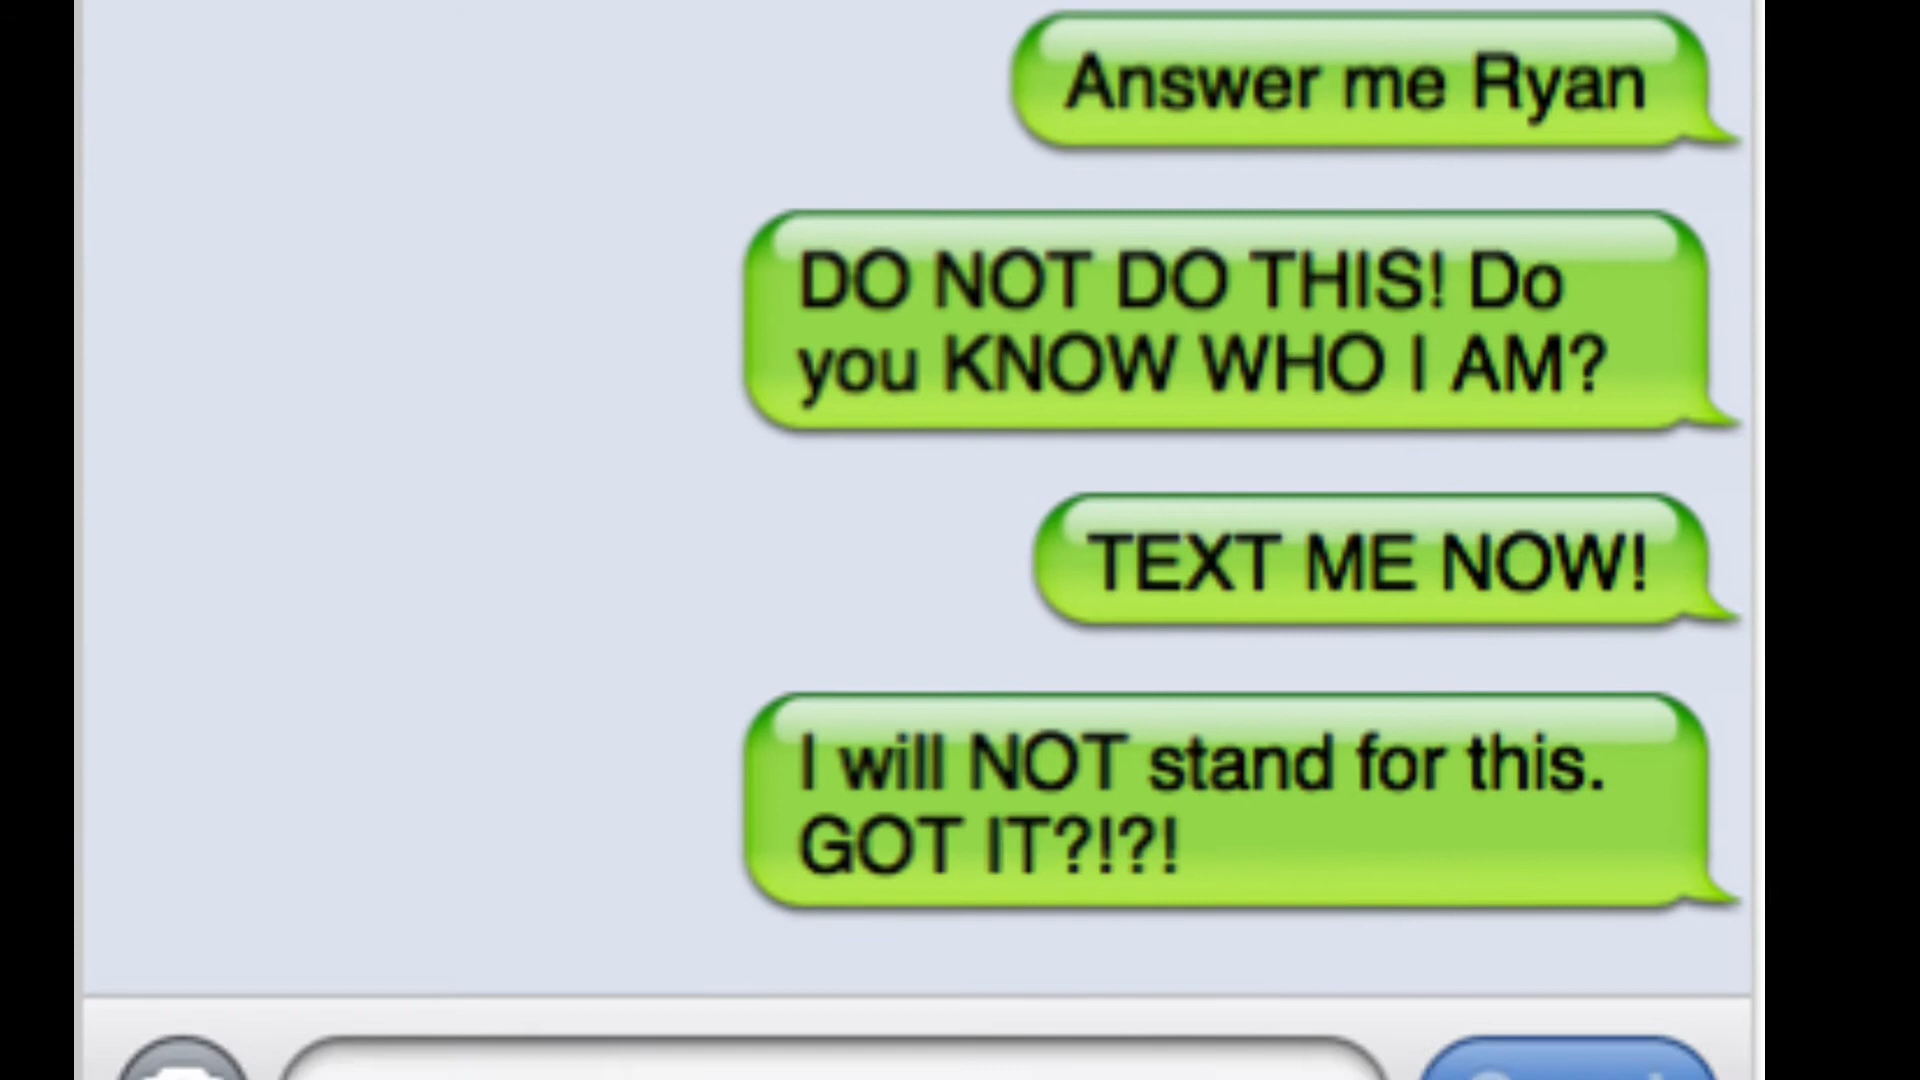 Answer me Ryan
DO NOT DO THIS! Do
you KNOW WHO I AM?
TEXT ME NOW!
I will NOT stand for this.
GOT IT?!?!